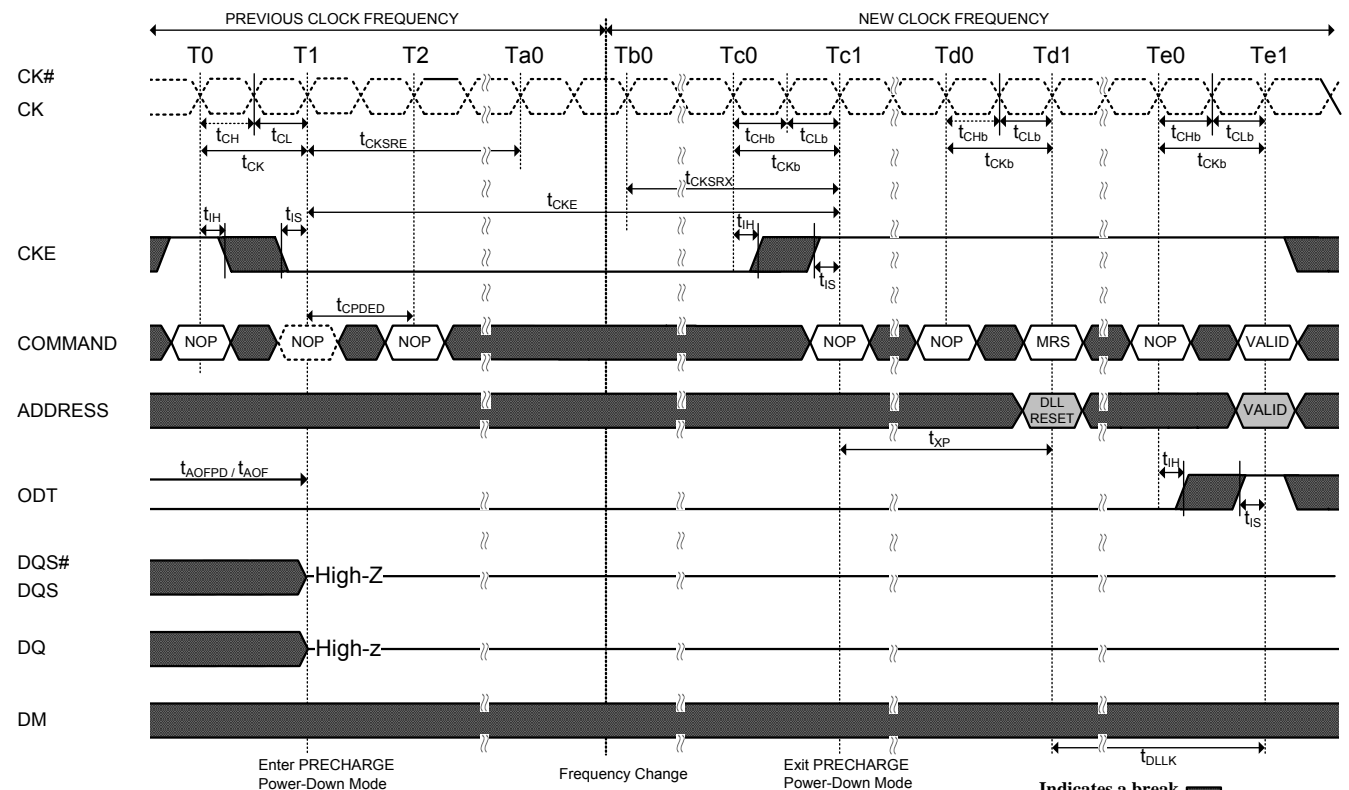 PREVIOUS CLOCK FREQUENCY NEW CLOCK FREQUENCY
T0 T1 T2 Ta0 Tb0 Tc0 Tc1 Td0 Td1 Te0 Te1
CK#
CK
tCH tCL tCHb tCLb tCHb tCLb tCHb tCLb
tCK tCKSRE tCKb tCKb tCKb
tCKSRX
tCKE
tIH tIS tIH
CKE
tIS
tCPDED
COMMAND NOP NOP NOP NOP NOP MRS NOP VALID
ADDRESS DLL RESET VALID
tXP
tAOFPD / tAOF tIH
ODT
tIS
DQS#
DQS High-Z
DQ High-z
DM
tDLLK
Enter PRECHARGE
Power-Down Mode
Frequency Change
Exit PRECHARGE
Power-Down Mode
Indicates a break